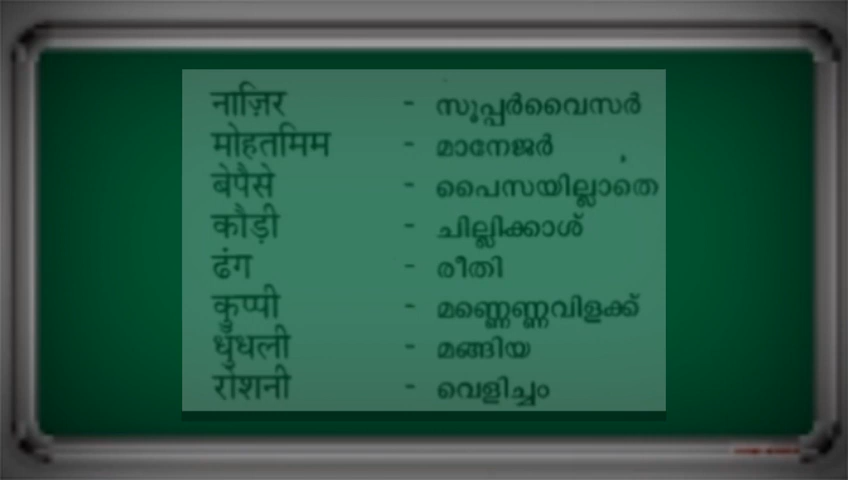 नाज़िर - സൂപ്പർവൈസർ
मोहतमिम - മാനേജർ
बेपैसे - പൈസയില്ലാതെ
कौड़ी - ചില്ലിക്കാശ്
ढंग - രീതി
कुप्पी - മണ്ണെണ്ണവിളക്ക്
धुँधली - മങ്ങിയ
रोशनी - വെളിച്ചം